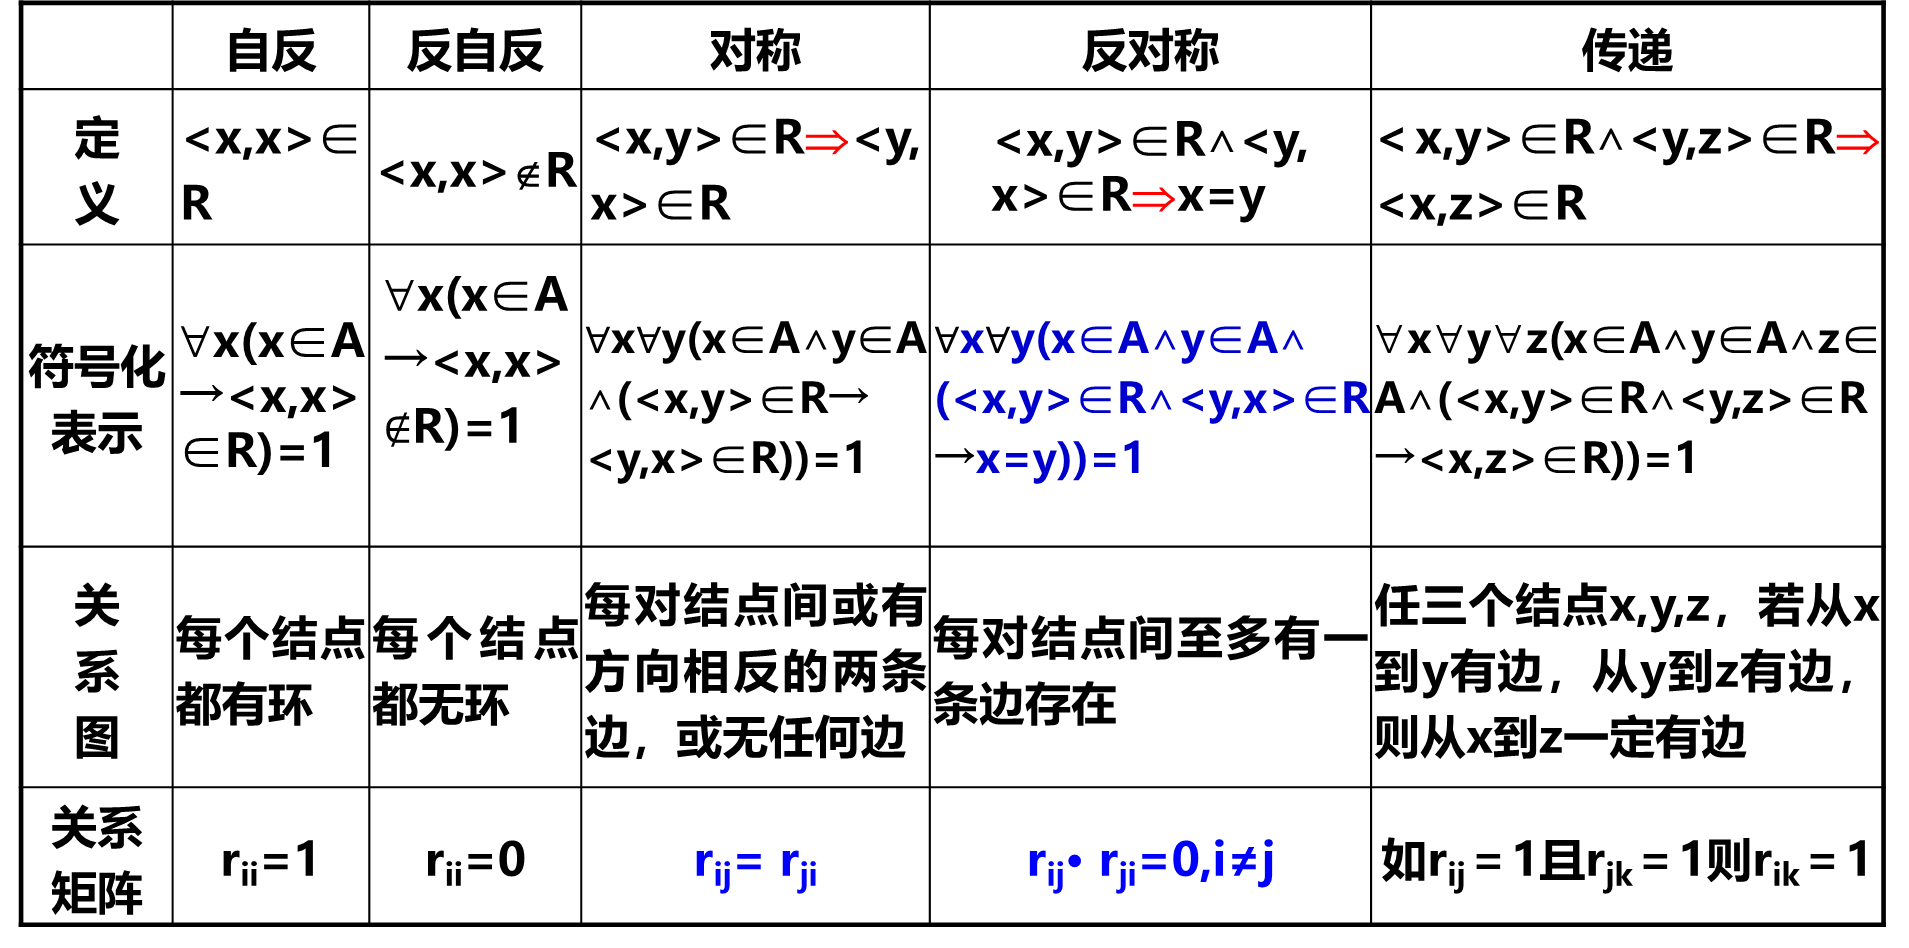 自反
反自反
对称
反对称
传递
定
义
<x,x>∈
R
<x,x>∉R
<x,y>∈R⇒<y,
x>∈R
<x,y>∈R∧<y,
x>∈R⇒x=y
<x,y>∈R∧<y,z>∈R⇒
<x,z>∈R
符号化
表示
∀x(x∈A
→<x,x>
∈R)=1
∀x(x∈A
→<x,x>
∉R)=1
∀x∀y(x∈A∧y∈A
∧(<x,y>∈R→
<y,x>∈R))=1
∀x∀y(x∈A∧y∈A∧
(<x,y>∈R∧<y,x>∈R
→x=y))=1
∀x∀y∀z(x∈A∧y∈A∧z∈
A∧(<x,y>∈R∧<y,z>∈R
→<x,z>∈R))=1
关
系
图
每个结点
都有环
每个结点
都无环
每对结点间或有
方向相反的两条
边，或无任何边
每对结点间至多有一
条边存在
任三个结点x,y,z，若从x
到y有边，从y到z有边，
则从x到z一定有边
关系
矩阵
rii=1
rii=0
rij= rji
rij• rji=0,i≠j
如rij = 1且rjk = 1则rik = 1